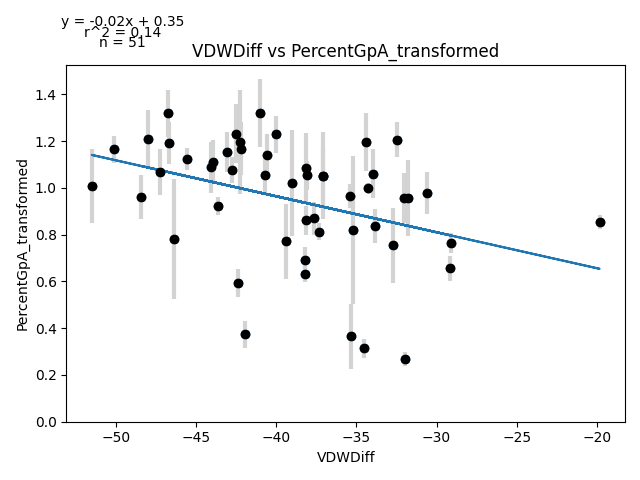 y = -0.02x + 0.35
r^2 = 0.14
n = 51
VDWDiff vs PercentGpA_transformed
1.4
1.2
1.0
0.8
0.6
0.4
0.2
0.0
PercentGpA_transformed
−50
−45
−40
−35
−30
−25
−20
VDWDiff